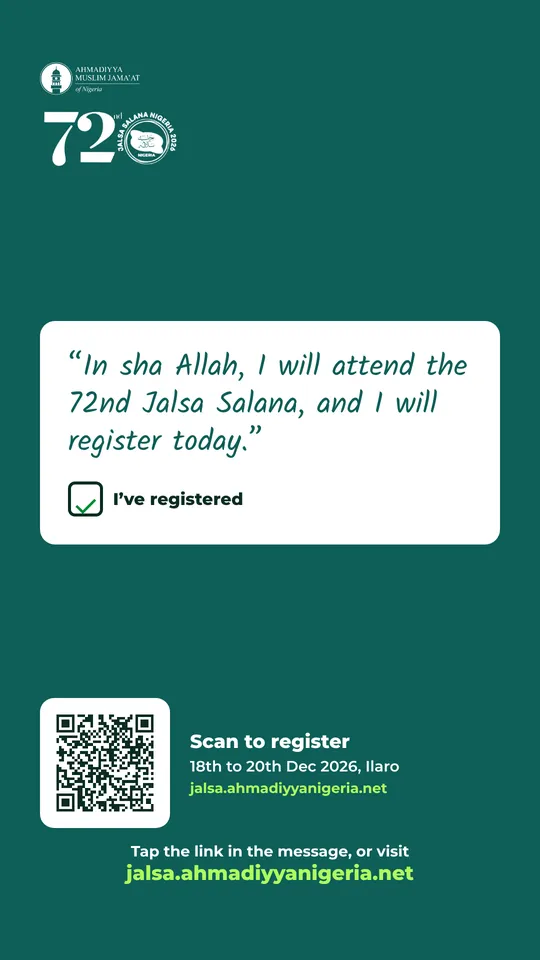 AHMADIYYA
MUSLIM JAMA'AT
of Nigeria
72nd
JALSA SALANA NIGERIA 2026
NIGERIA
“In sha Allah, I will attend the
72nd Jalsa Salana, and I will
register today.”
I’ve registered
Scan to register
18th to 20th Dec 2026, Ilaro
jalsa.ahmadiyyanigeria.net
Tap the link in the message, or visit
jalsa.ahmadiyyanigeria.net